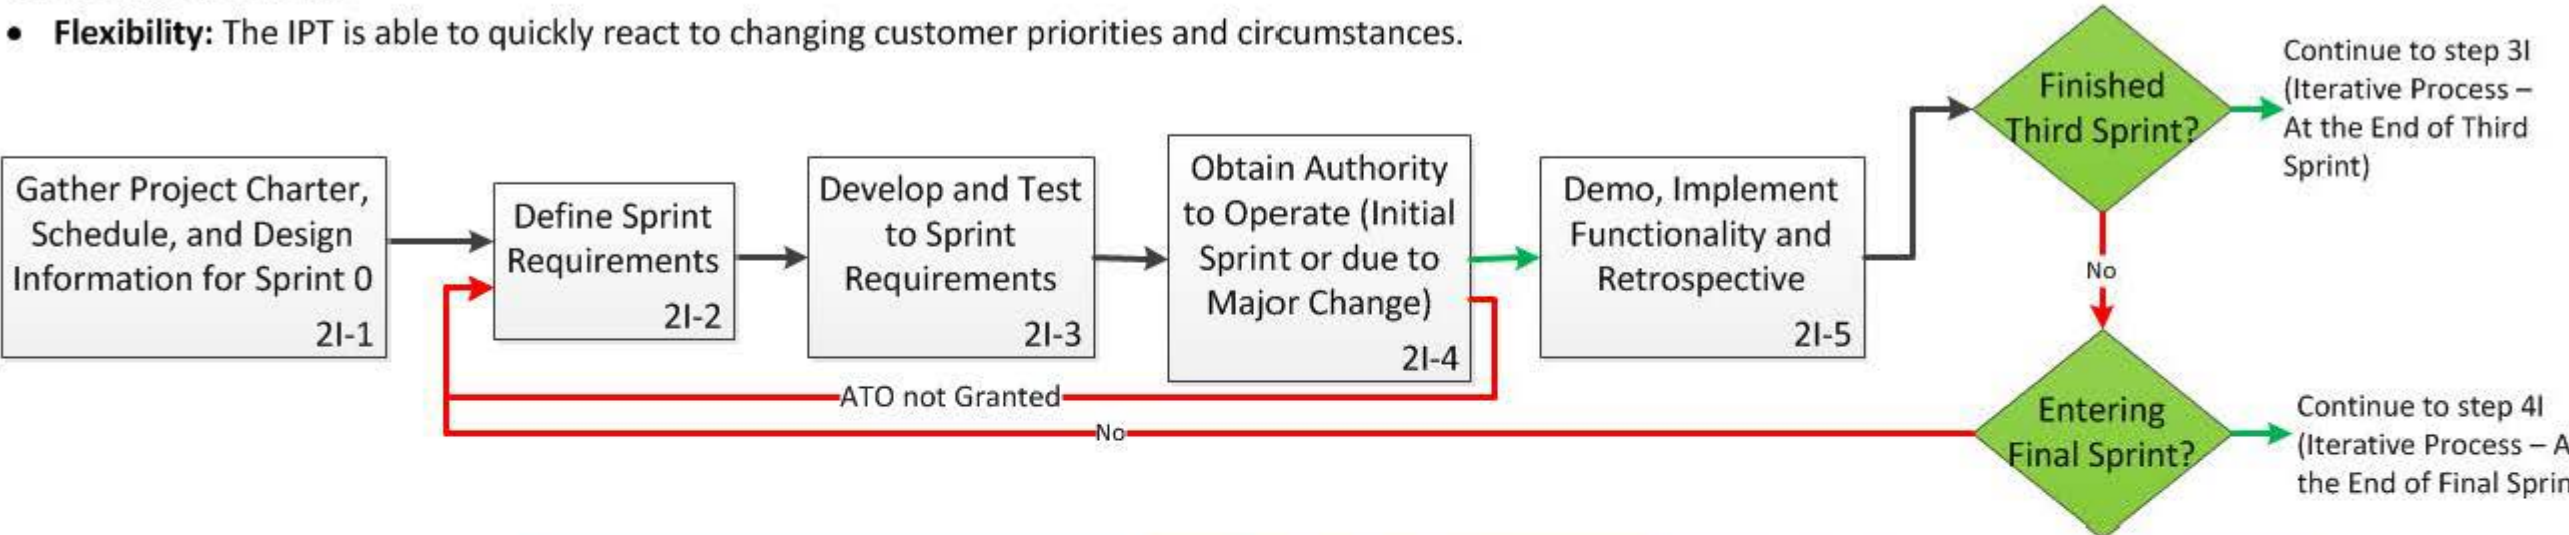 • Flexibility: The IPT is able to quickly react to changing customer priorities and circumstances.
Gather Project Charter,
Schedule, and Design
Information for Sprint 0
2I-1
Define Sprint
Requirements
2I-2
Develop and Test
to Sprint
Requirements
2I-3
Obtain Authority
to Operate (Initial
Sprint or due to
Major Change)
2I-4
Demo, Implement
Functionality and
Retrospective
2I-5
Finished
Third Sprint?
Continue to step 3I
(Iterative Process –
At the End of Third
Sprint)
No
ATO not Granted
No
Entering
Final Sprint?
Continue to step 4I
(Iterative Process – A
the End of Final Sprin